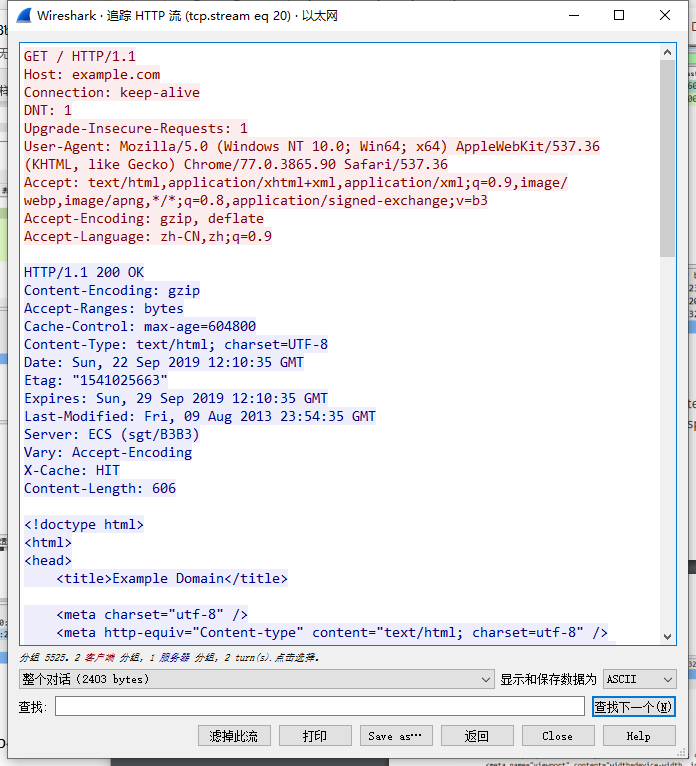 Wireshark · 追踪 HTTP 流 (tcp.stream eq 20) · 以太网
GET / HTTP/1.1
Host: example.com
Connection: keep-alive
DNT: 1
Upgrade-Insecure-Requests: 1
User-Agent: Mozilla/5.0 (Windows NT 10.0; Win64; x64) AppleWebKit/537.36
(KHTML, like Gecko) Chrome/77.0.3865.90 Safari/537.36
Accept: text/html,application/xhtml+xml,application/xml;q=0.9,image/
webp,image/apng,*/*;q=0.8,application/signed-exchange;v=b3
Accept-Encoding: gzip, deflate
Accept-Language: zh-CN,zh;q=0.9
HTTP/1.1 200 OK
Content-Encoding: gzip
Accept-Ranges: bytes
Cache-Control: max-age=604800
Content-Type: text/html; charset=UTF-8
Date: Sun, 22 Sep 2019 12:10:35 GMT
Etag: "1541025663"
Expires: Sun, 29 Sep 2019 12:10:35 GMT
Last-Modified: Fri, 09 Aug 2013 23:54:35 GMT
Server: ECS (sgt/B3B3)
Vary: Accept-Encoding
X-Cache: HIT
Content-Length: 606
<!doctype html>
<html>
<head>
    <title>Example Domain</title>
    <meta charset="utf-8" />
    <meta http-equiv="Content-type" content="text/html; charset=utf-8" />
分组 5525。2 客户端 分组, 1 服务器 分组, 2 turn(s).点击选择。
整个对话 (2403 bytes) 显示和保存数据为 ASCII
查找: 查找下一个(N)
滤掉此流 打印 Save as… 返回 Close Help